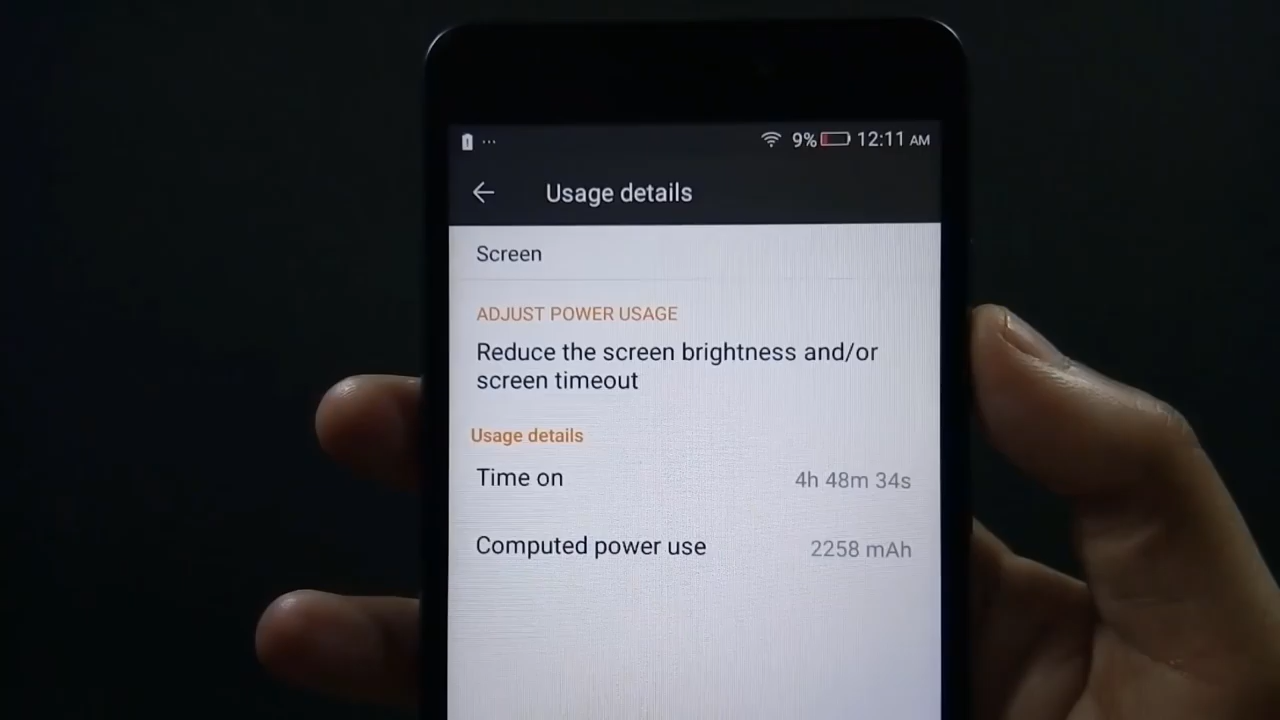 9% 12:11 AM
Usage details
Screen
ADJUST POWER USAGE
Reduce the screen brightness and/or
screen timeout
Usage details
Time on 4h 48m 34s
Computed power use 2258 mAh